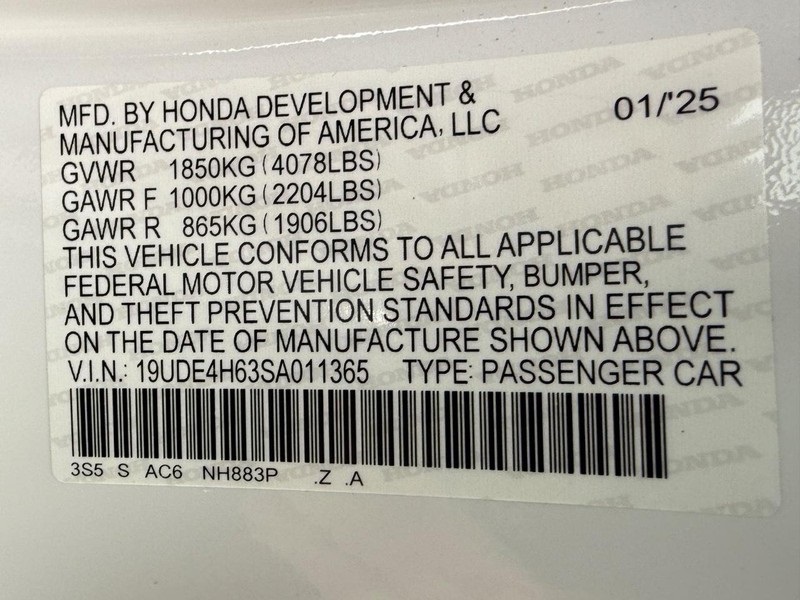 MFD. BY HONDA DEVELOPMENT & 01/'25
MANUFACTURING OF AMERICA, LLC
GVWR 1850KG (4078LBS)
GAWR F 1000KG (2204LBS)
GAWR R 865KG (1906LBS)
THIS VEHICLE CONFORMS TO ALL APPLICABLE
FEDERAL MOTOR VEHICLE SAFETY, BUMPER,
AND THEFT PREVENTION STANDARDS IN EFFECT
ON THE DATE OF MANUFACTURE SHOWN ABOVE.
V.I.N.: 19UDE4H63SA011365 TYPE: PASSENGER CAR
3S5 S AC6 NH883P .Z .A